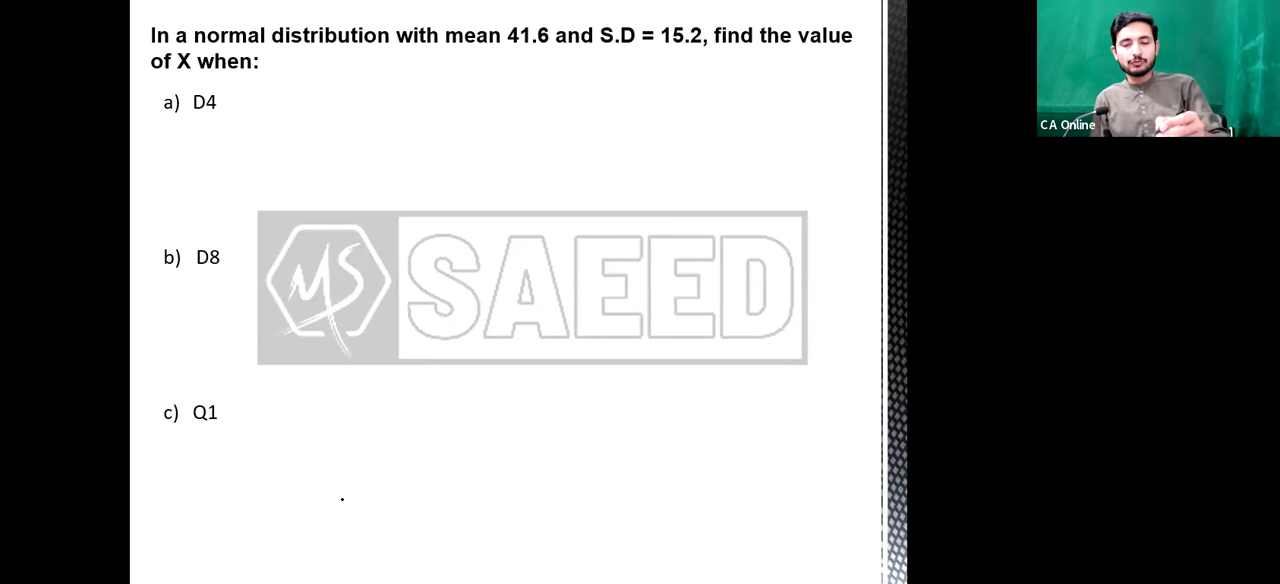 In a normal distribution with mean 41.6 and S.D = 15.2, find the value
of X when:
a) D4
b) D8
c) Q1
MS SAEED
C A Online